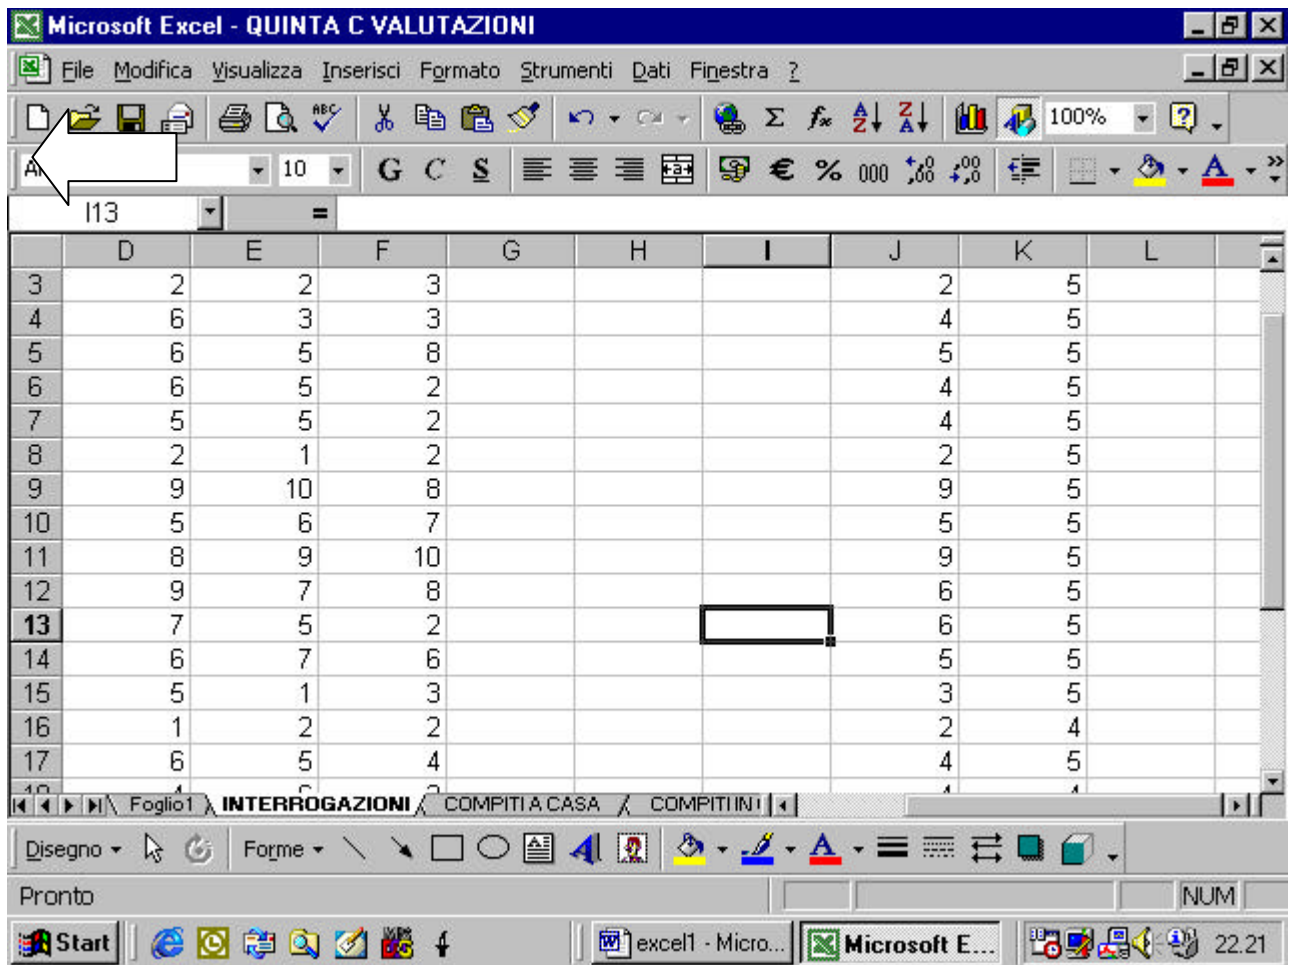 Microsoft Excel - QUINTA C VALUTAZIONI
File Modifica Visualizza Inserisci Formato Strumenti Dati Finestra ?
ABC Σ fx A Z Z A 100% ?
10 G C S a € % 000 A
I13 =
D E F G H I J K L
3 2 2 3 2 5
4 6 3 3 4 5
5 6 5 8 5 5
6 6 5 2 4 5
7 5 5 2 4 5
8 2 1 2 2 5
9 9 10 8 9 5
10 5 6 7 5 5
11 8 9 10 9 5
12 9 7 8 6 5
13 7 5 2 6 5
14 6 7 6 5 5
15 5 1 3 3 5
16 1 2 2 2 4
17 6 5 4 4 5
Foglio1 INTERROGAZIONI COMPITI A CASA COMPITI IN
Disegno Forme A A
Pronto NUM
Start excel1 - Micro... Microsoft E... 22.21